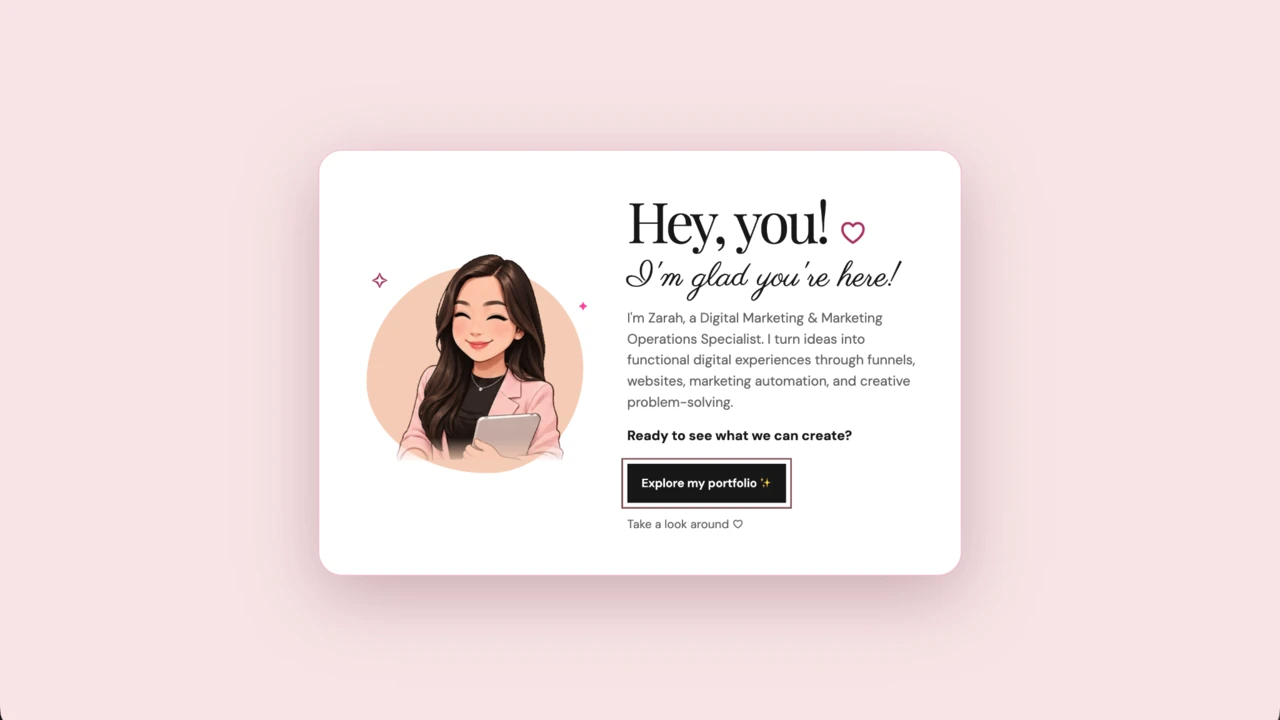 Hey, you! ♡
I'm glad you're here!
I'm Zarah, a Digital Marketing & Marketing
Operations Specialist. I turn ideas into
functional digital experiences through funnels,
websites, marketing automation, and creative
problem-solving.
Ready to see what we can create?
Explore my portfolio ✨
Take a look around ♡